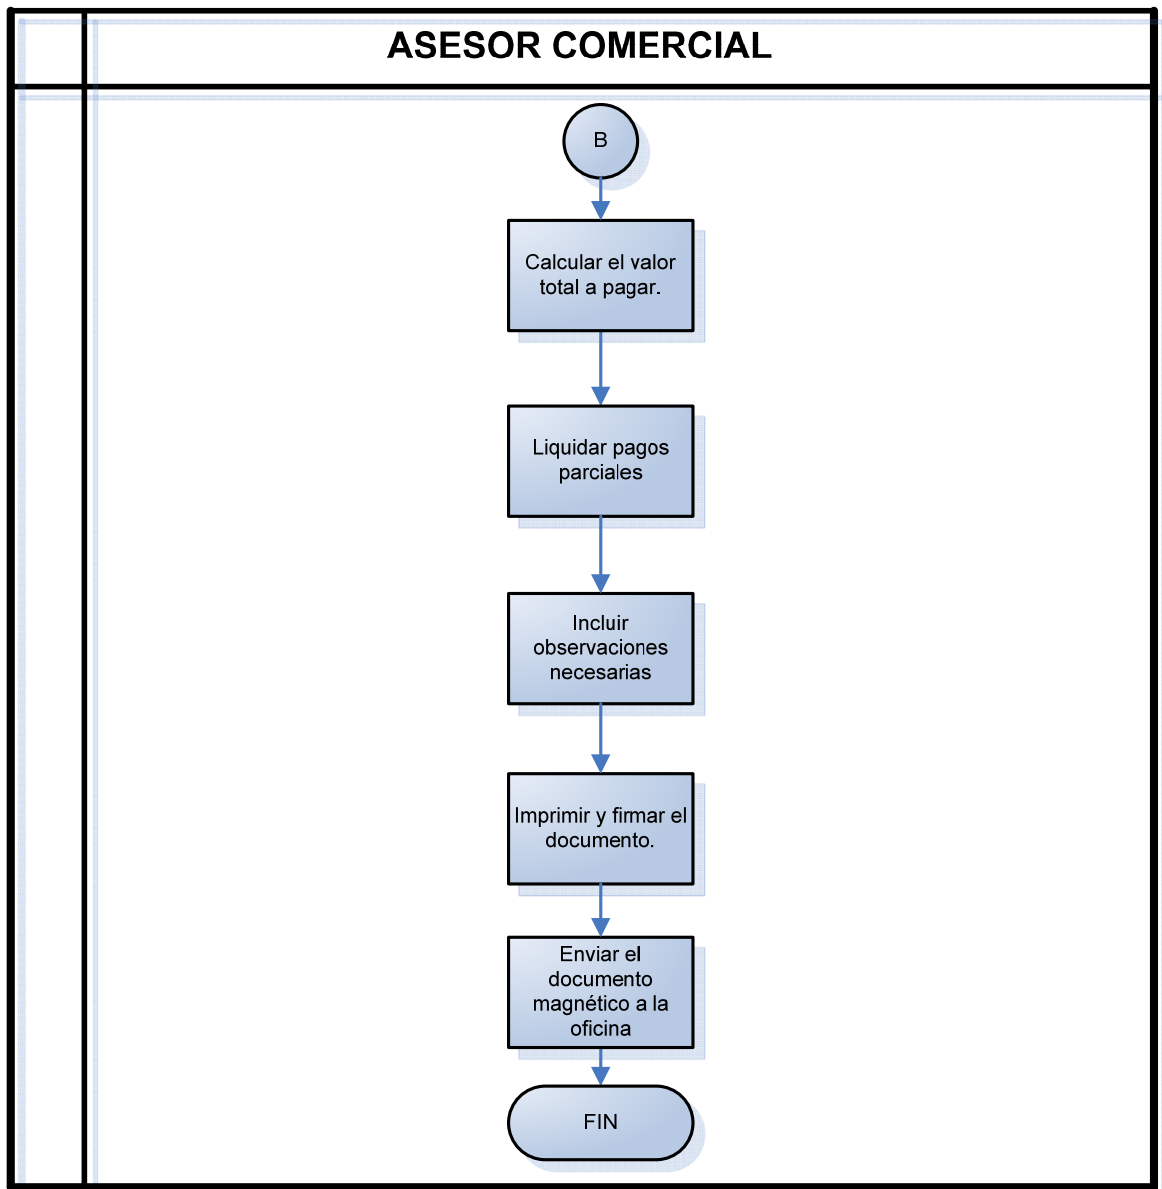 ASESOR COMERCIAL
B
Calcular el valor
total a pagar.
Liquidar pagos
parciales
Incluir
observaciones
necesarias
Imprimir y firmar el
documento.
Enviar el
documento
magnético a la
oficina
FIN